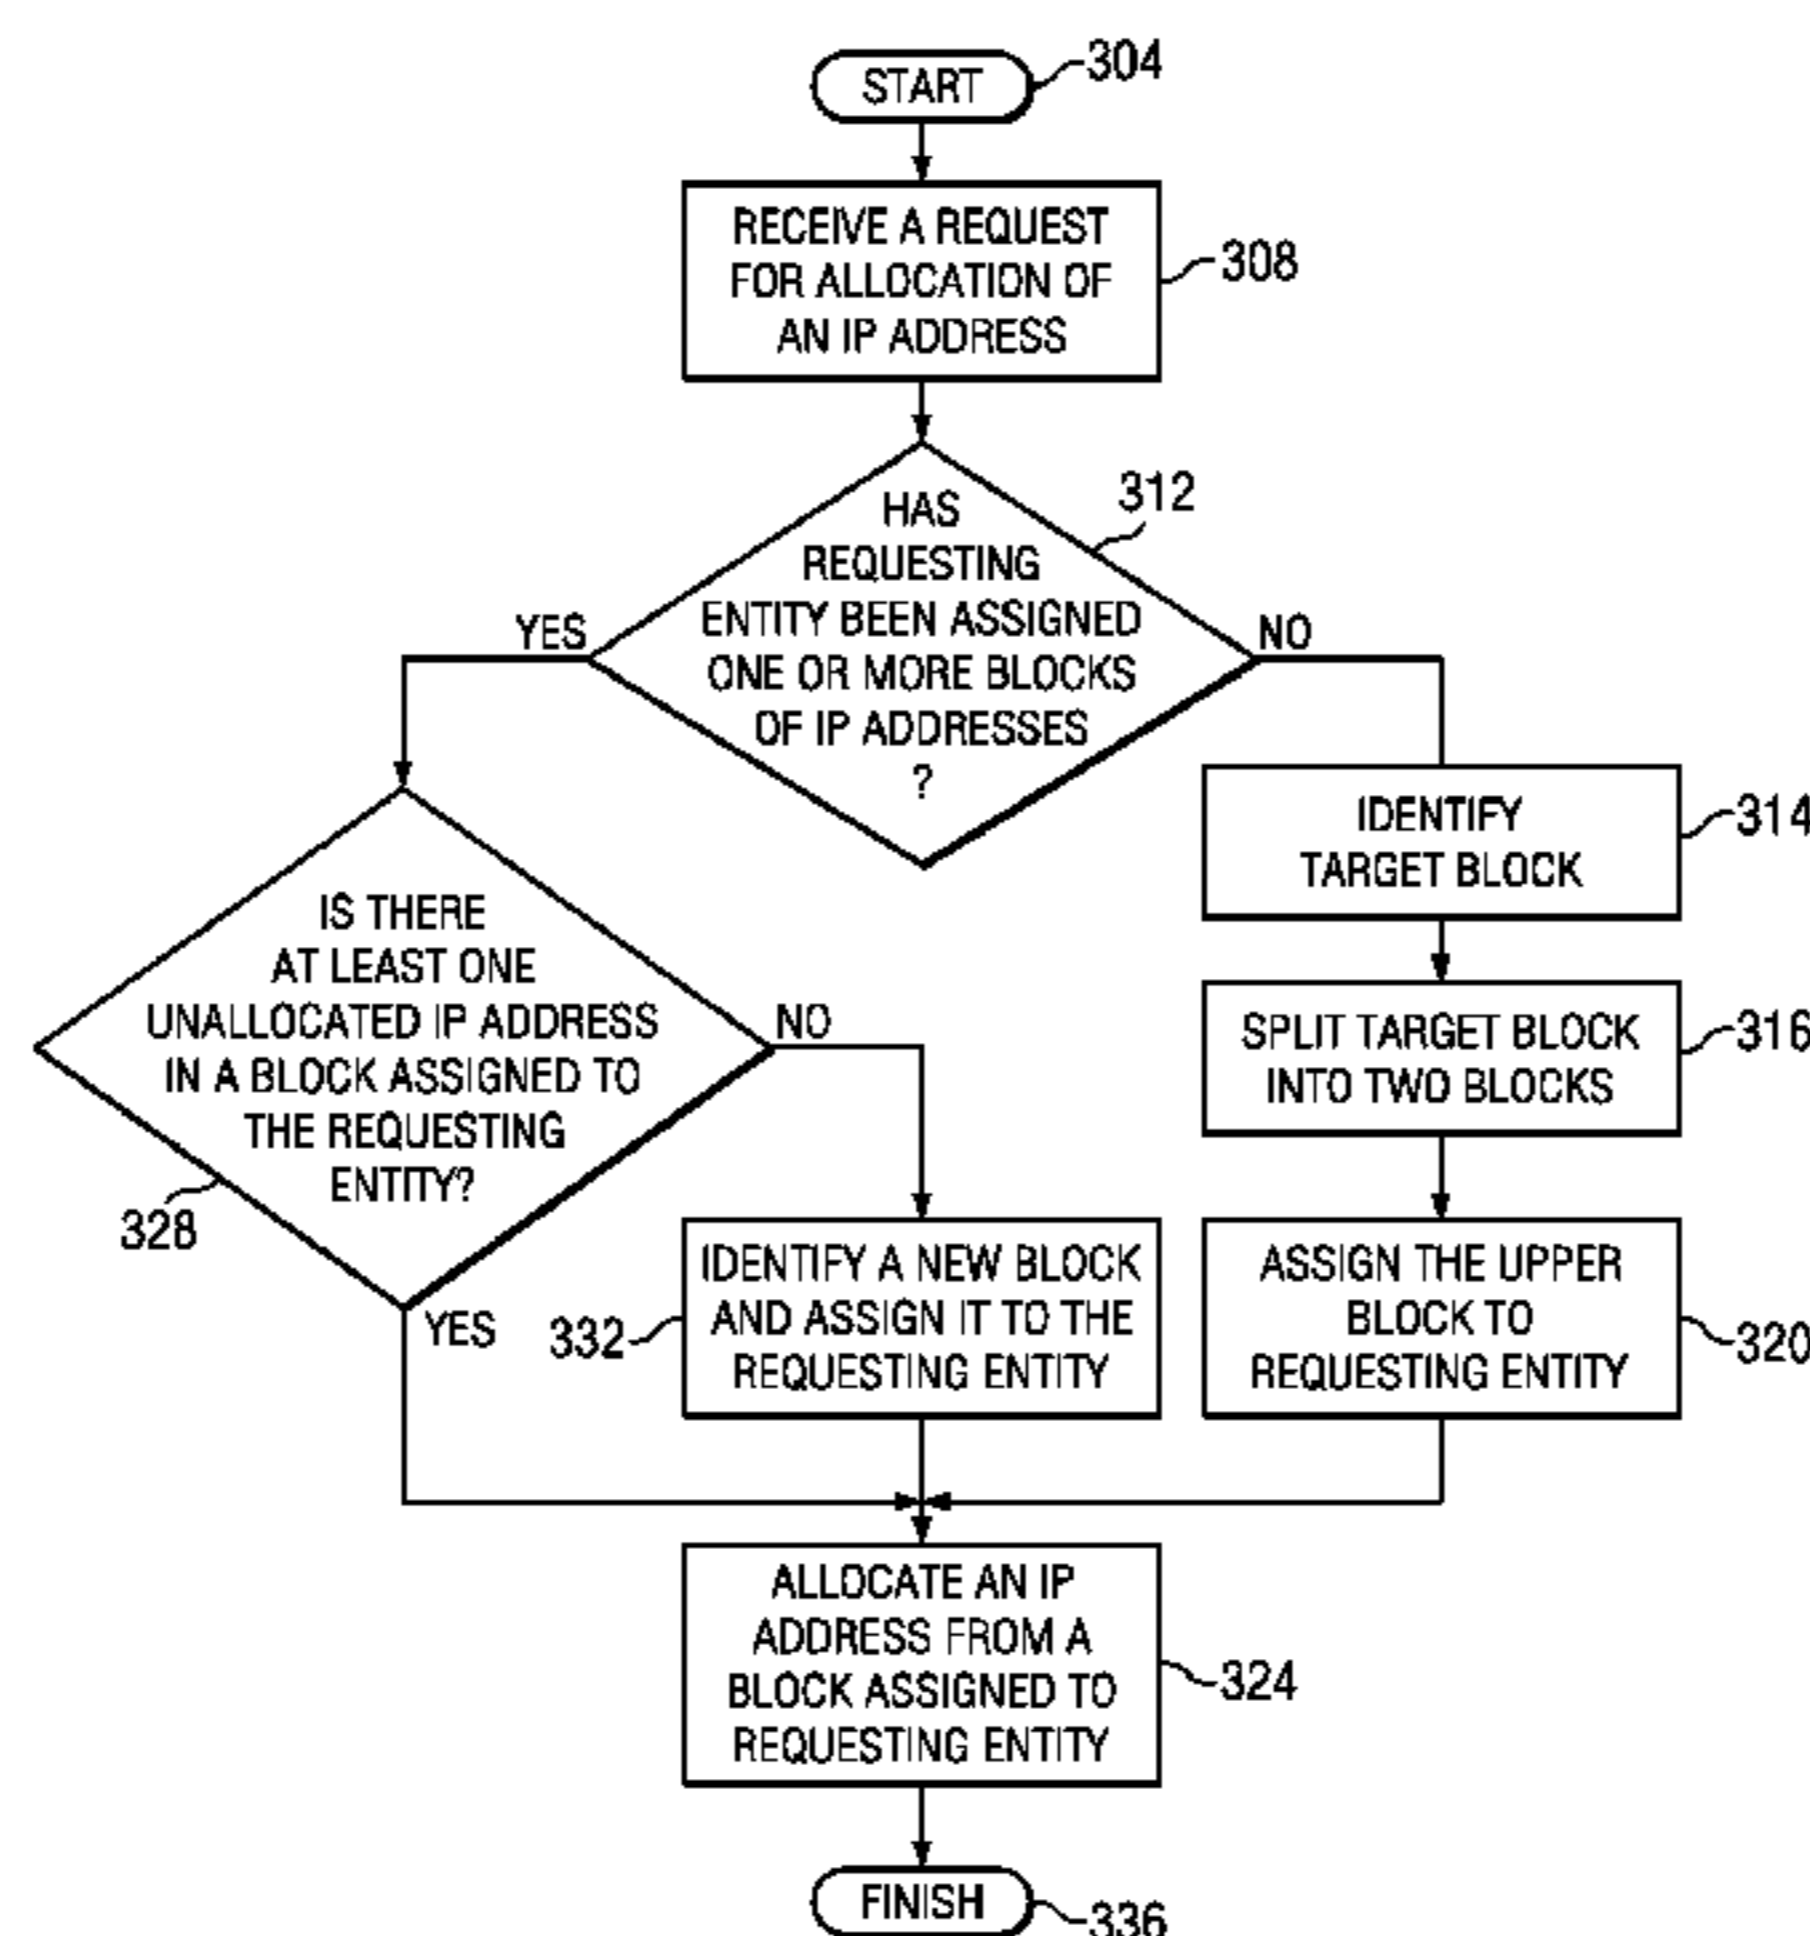 START
304
RECEIVE A REQUEST
FOR ALLOCATION OF
AN IP ADDRESS
308
HAS
REQUESTING
ENTITY BEEN ASSIGNED
ONE OR MORE BLOCKS
OF IP ADDRESSES
?
312
YES
NO
IDENTIFY
TARGET BLOCK
314
SPLIT TARGET BLOCK
INTO TWO BLOCKS
316
ASSIGN THE UPPER
BLOCK TO
REQUESTING ENTITY
320
IS THERE
AT LEAST ONE
UNALLOCATED IP ADDRESS
IN A BLOCK ASSIGNED TO
THE REQUESTING
ENTITY?
328
NO
YES
IDENTIFY A NEW BLOCK
AND ASSIGN IT TO THE
REQUESTING ENTITY
332
ALLOCATE AN IP
ADDRESS FROM A
BLOCK ASSIGNED TO
REQUESTING ENTITY
324
FINISH
336